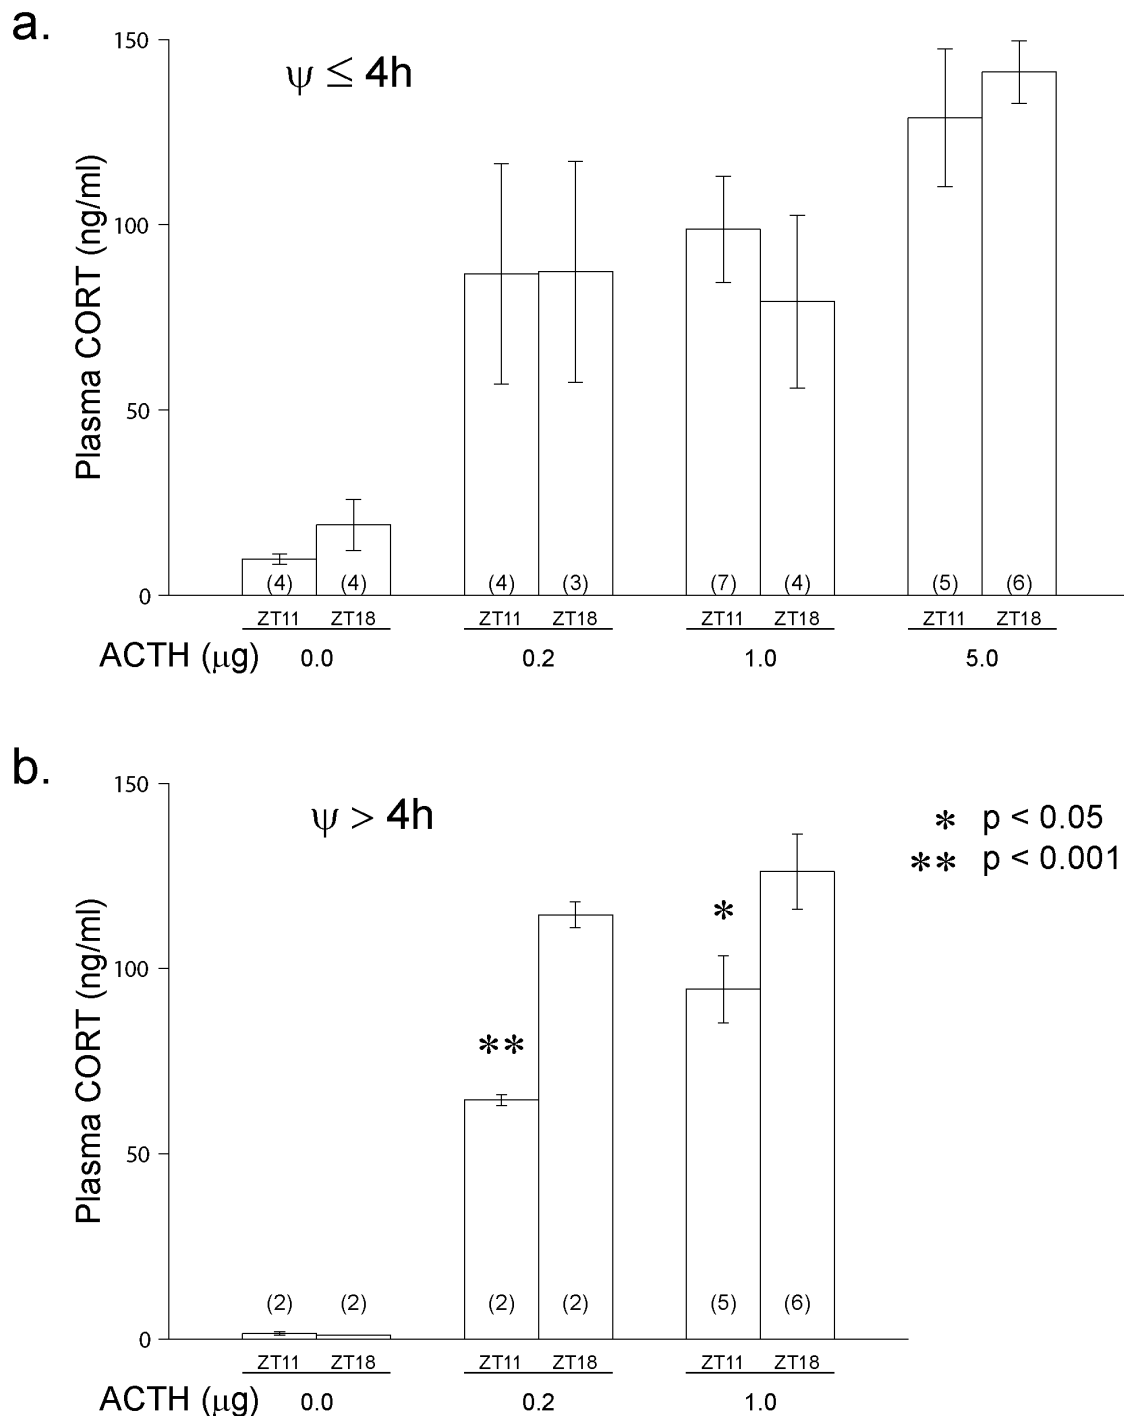 a.
150
ψ ≤ 4h
100
50
0
Plasma CORT (ng/ml)
(4) (4) (4) (3) (7) (4) (5) (6)
ZT11 ZT18 ZT11 ZT18 ZT11 ZT18 ZT11 ZT18
ACTH (μg) 0.0 0.2 1.0 5.0
b.
150
ψ > 4h
* p < 0.05
** p < 0.001
*
100
**
50
0
Plasma CORT (ng/ml)
(2) (2) (2) (2) (5) (6)
ZT11 ZT18 ZT11 ZT18 ZT11 ZT18
ACTH (μg) 0.0 0.2 1.0